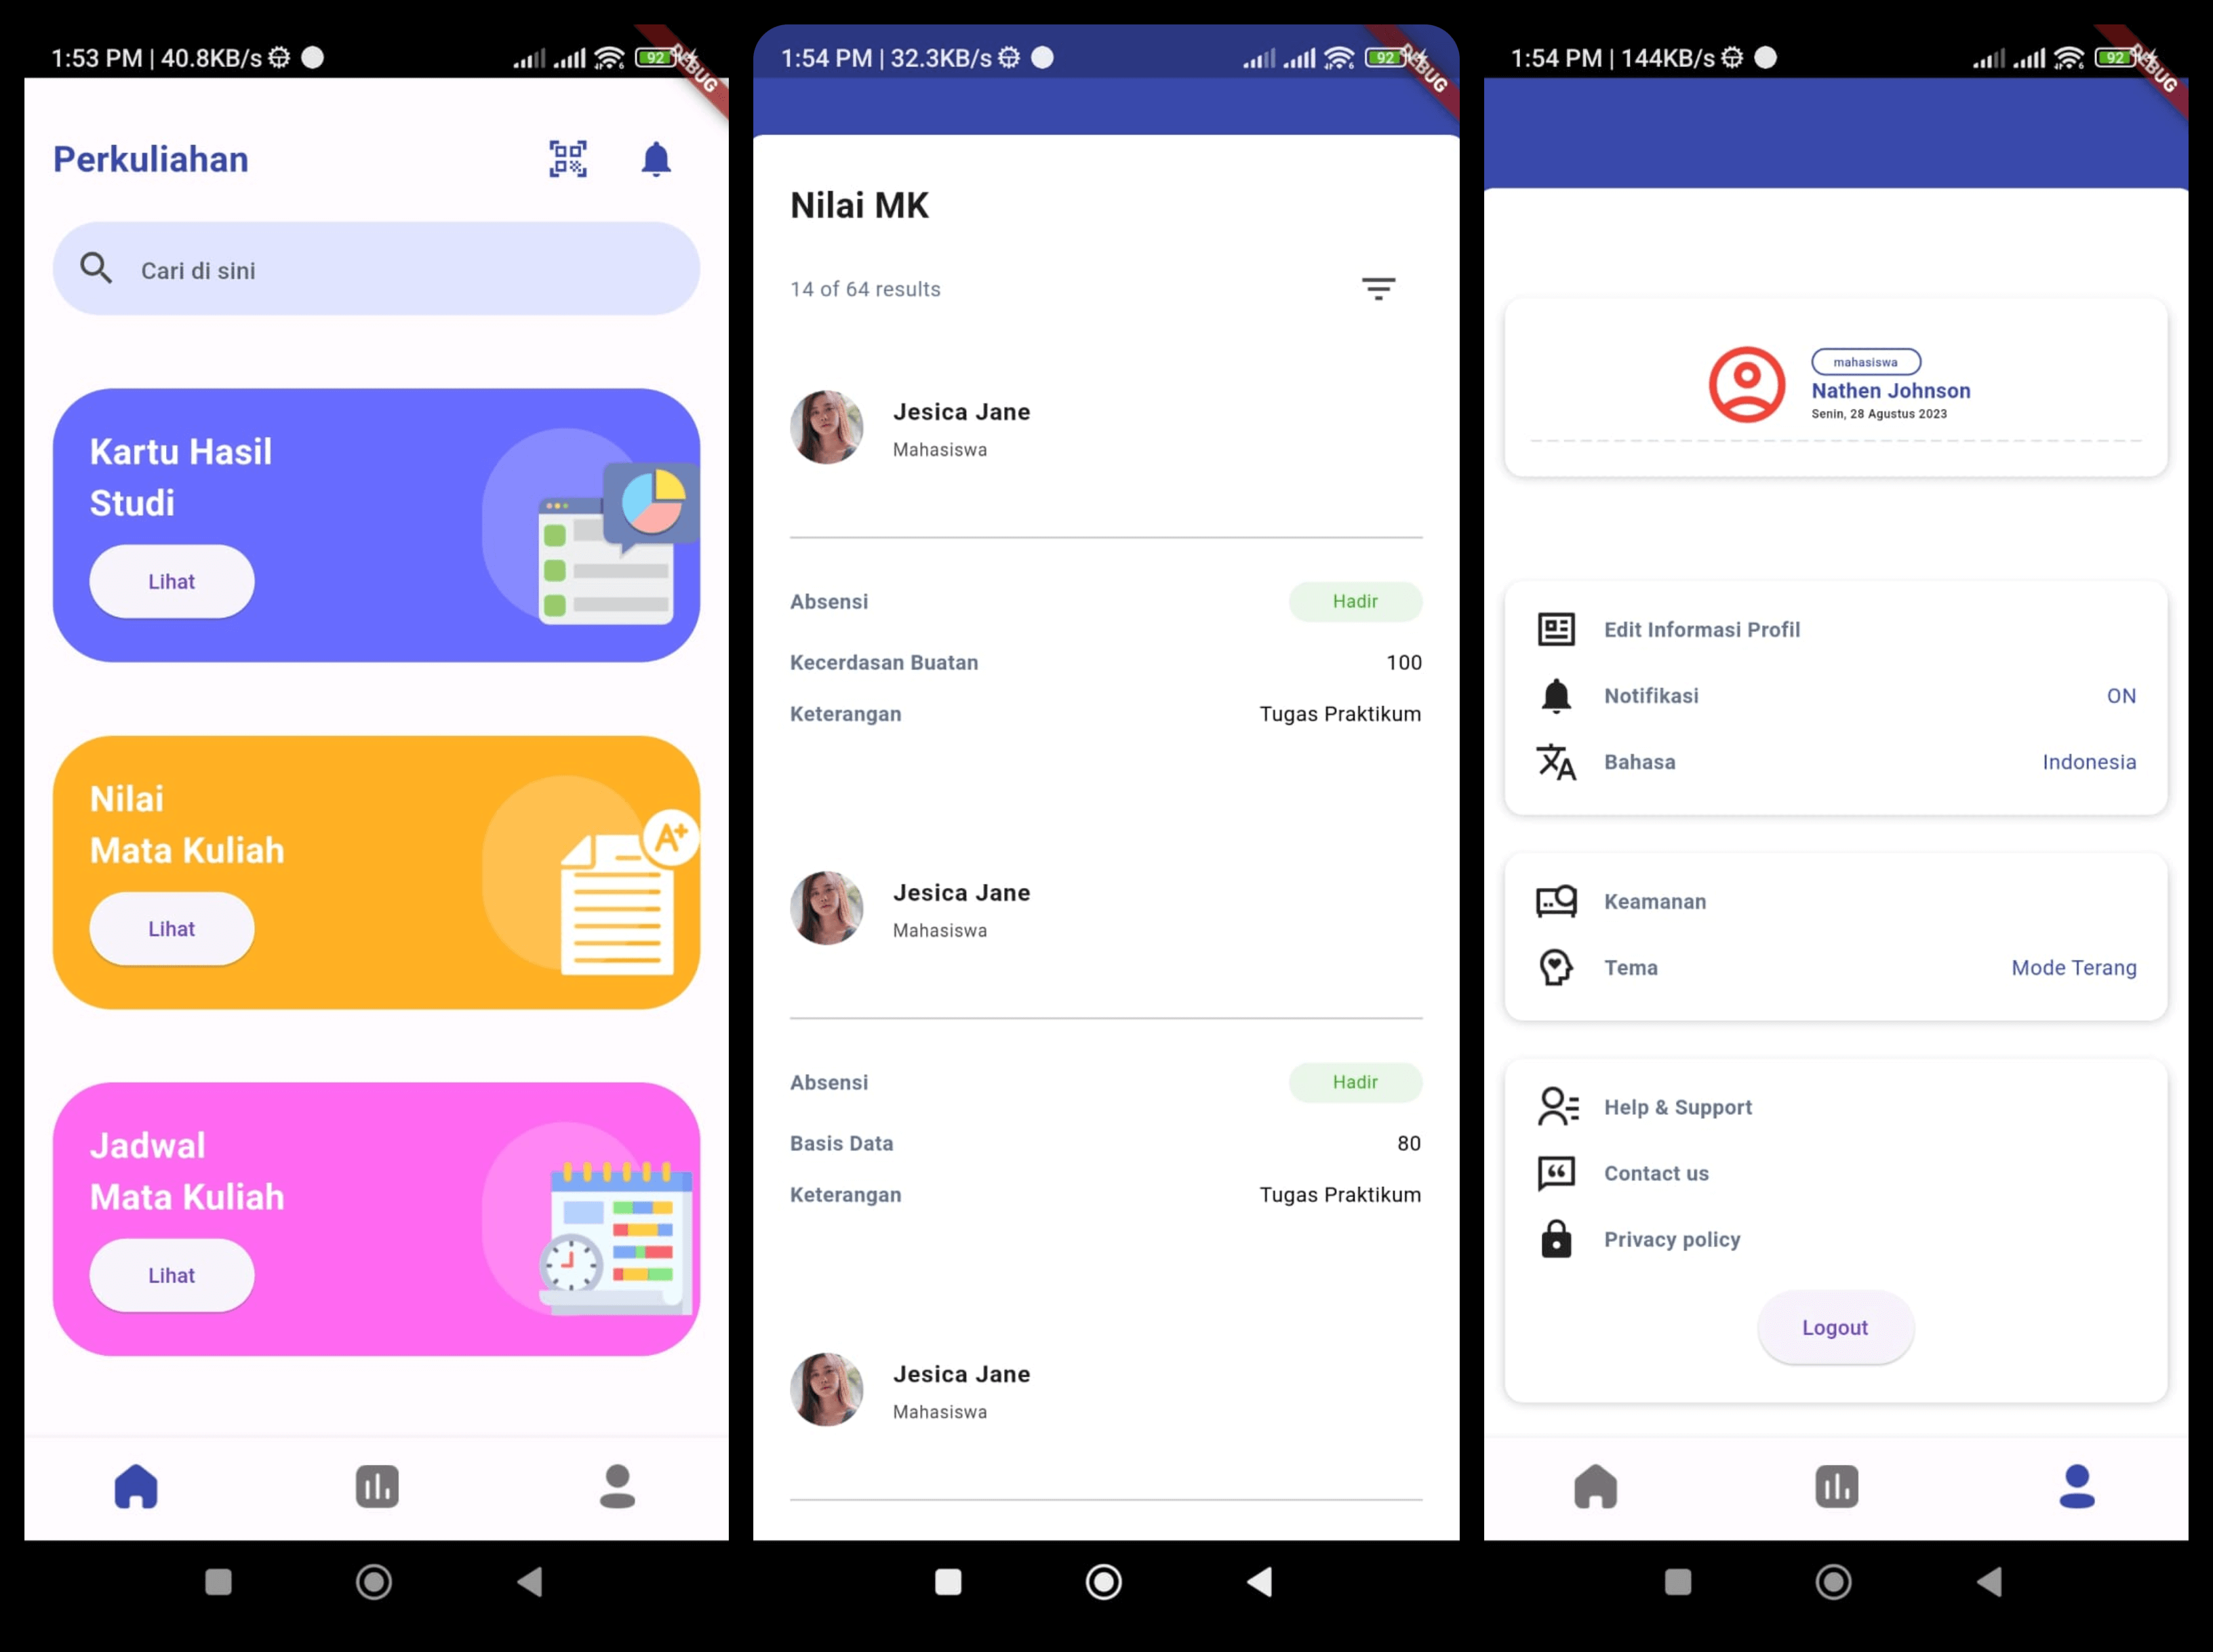 1:53 PM | 40.8KB/s
92
DEBUG
Perkuliahan
Cari di sini
Kartu Hasil
Studi
Lihat
Nilai
Mata Kuliah
Lihat
A+
Jadwal
Mata Kuliah
Lihat
1:54 PM | 32.3KB/s
92
DEBUG
Nilai MK
14 of 64 results
Jesica Jane
Mahasiswa
Absensi Hadir
Kecerdasan Buatan 100
Keterangan Tugas Praktikum
Jesica Jane
Mahasiswa
Absensi Hadir
Basis Data 80
Keterangan Tugas Praktikum
Jesica Jane
Mahasiswa
1:54 PM | 144KB/s
92
DEBUG
mahasiswa
Nathen Johnson
Senin, 28 Agustus 2023
Edit Informasi Profil
Notifikasi ON
Bahasa Indonesia
Keamanan
Tema Mode Terang
Help & Support
Contact us
Privacy policy
Logout